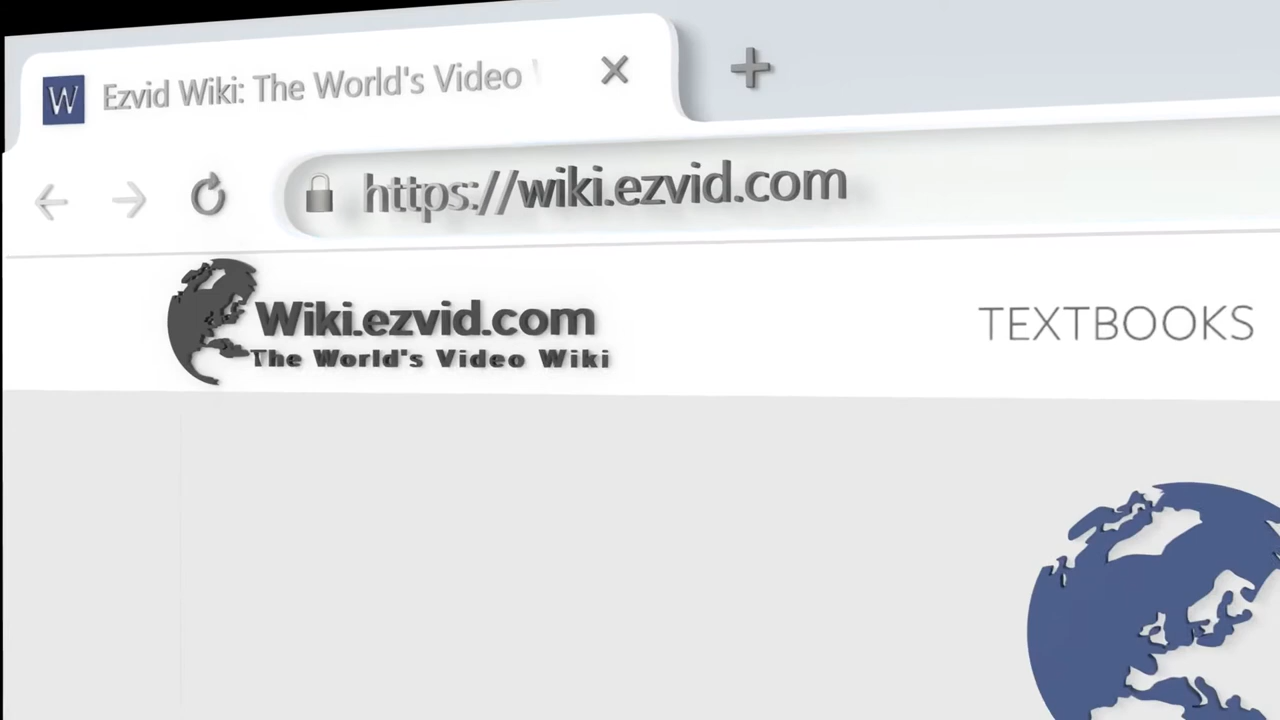 W Ezvid Wiki: The World's Video
https://wiki.ezvid.com
Wiki.ezvid.com
The World's Video Wiki
TEXTBOOKS